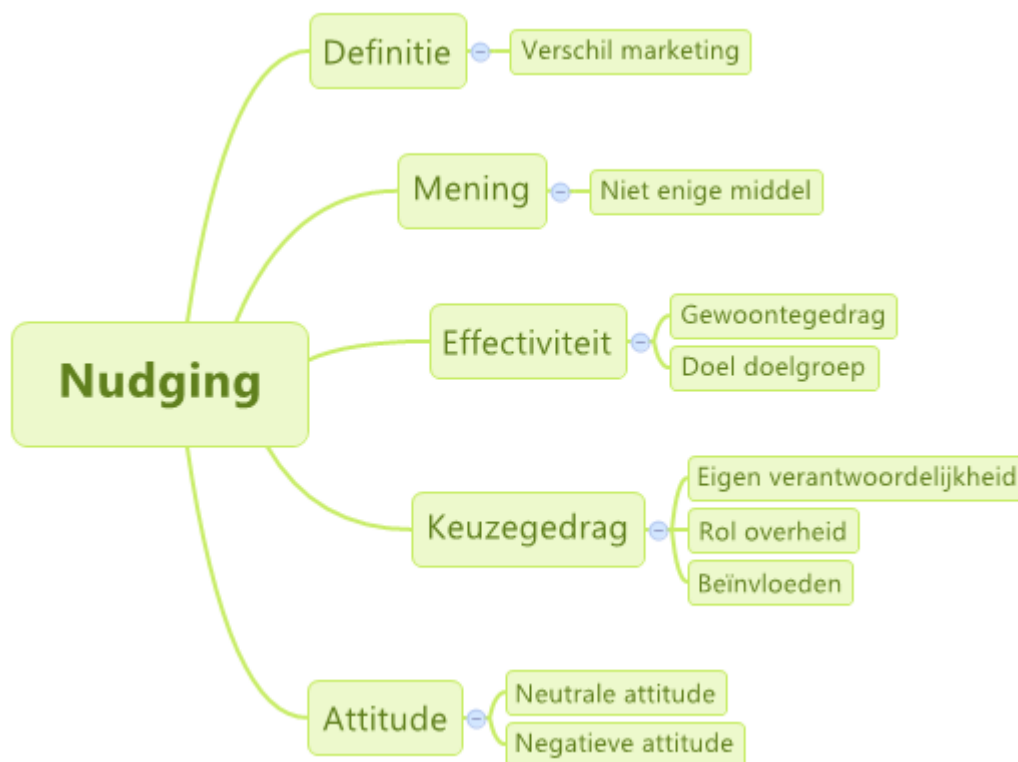 Nudging
Definitie
Verschil marketing
Mening
Niet enige middel
Effectiviteit
Gewoontegedrag
Doel doelgroep
Keuzegedrag
Eigen verantwoordelijkheid
Rol overheid
Beïnvloeden
Attitude
Neutrale attitude
Negatieve attitude